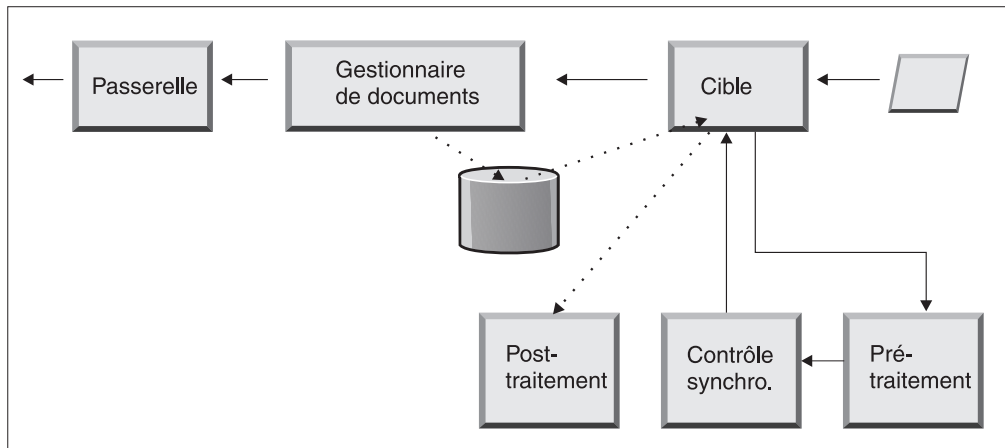 Passerelle
Gestionnaire
de documents
Cible
Post-
traitement
Contrôle
synchro.
Pré-
traitement